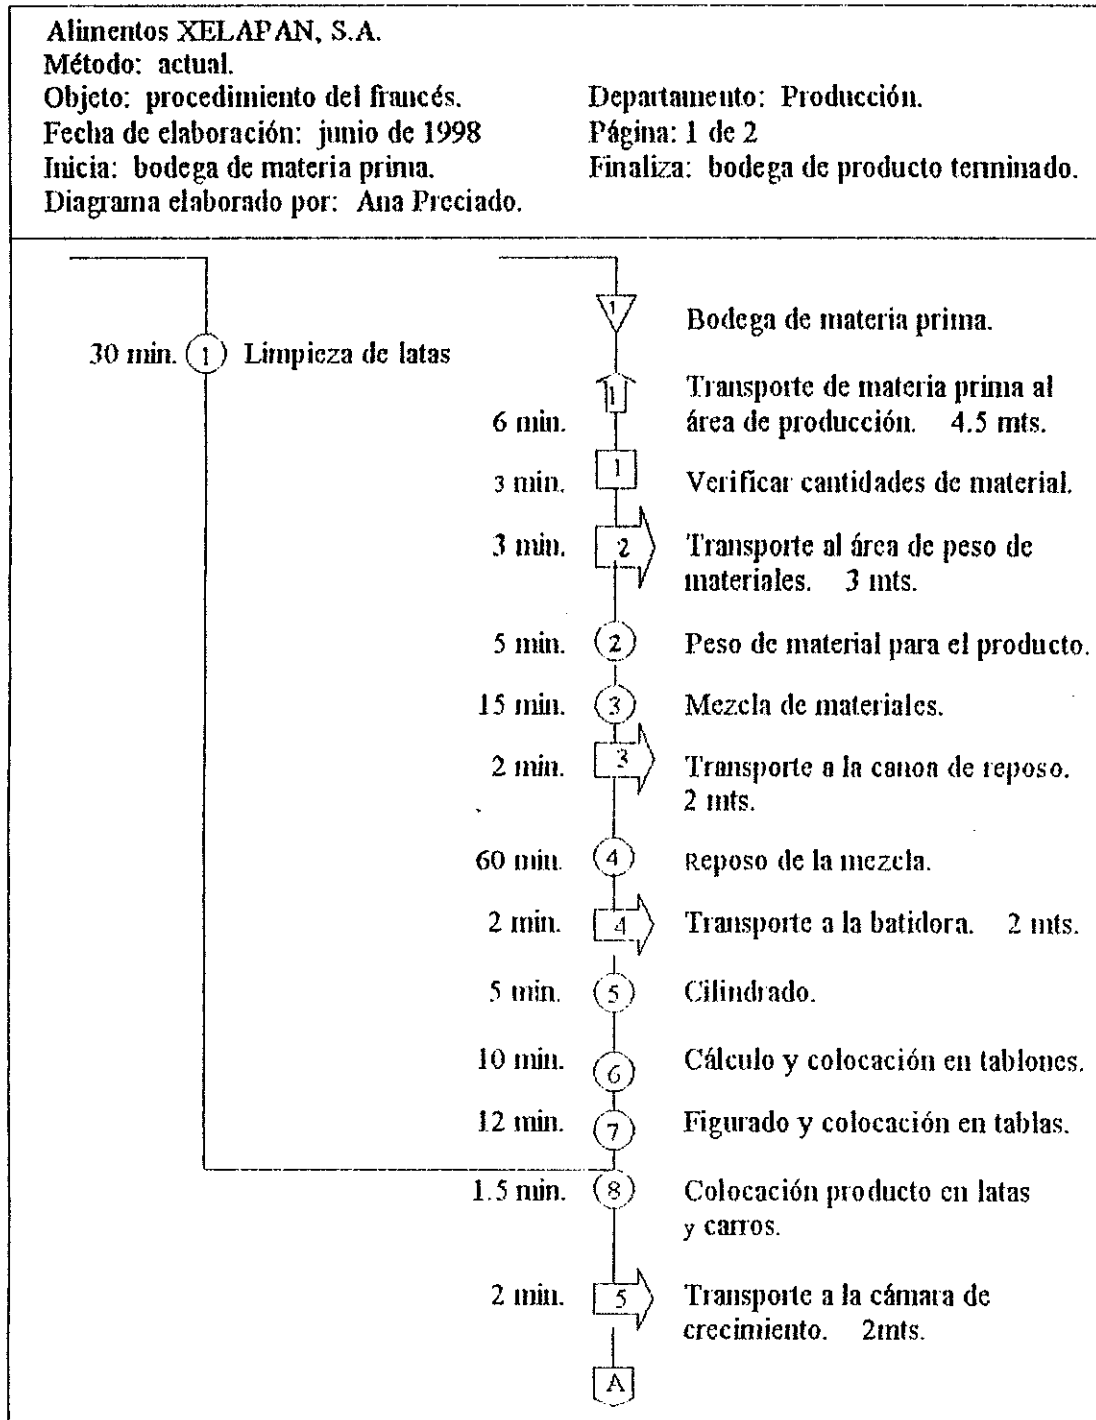 Alimentos XELAPAN, S.A.
Método: actual.
Objeto: procedimiento del francés. Departamento: Producción.
Fecha de elaboración: junio de 1998 Página: 1 de 2
Inicia: bodega de materia prima. Finaliza: bodega de producto terminado.
Diagrama elaborado por: Ana Preciado.
1 Bodega de materia prima.
30 min. 1 Limpieza de latas
1 Transporte de materia prima al
6 min. área de producción. 4.5 mts.
3 min. 1 Verificar cantidades de material.
3 min. 2 Transporte al área de peso de
materiales. 3 mts.
5 min. 2 Peso de material para el producto.
15 min. 3 Mezcla de materiales.
2 min. 3 Transporte a la canoa de reposo.
2 mts.
60 min. 4 Reposo de la mezcla.
2 min. 4 Transporte a la batidora. 2 mts.
5 min. 5 Cilindrado.
10 min. 6 Cálculo y colocación en tablones.
12 min. 7 Figurado y colocación en tablas.
1.5 min. 8 Colocación producto en latas
y carros.
2 min. 5 Transporte a la cámara de
crecimiento. 2mts.
A